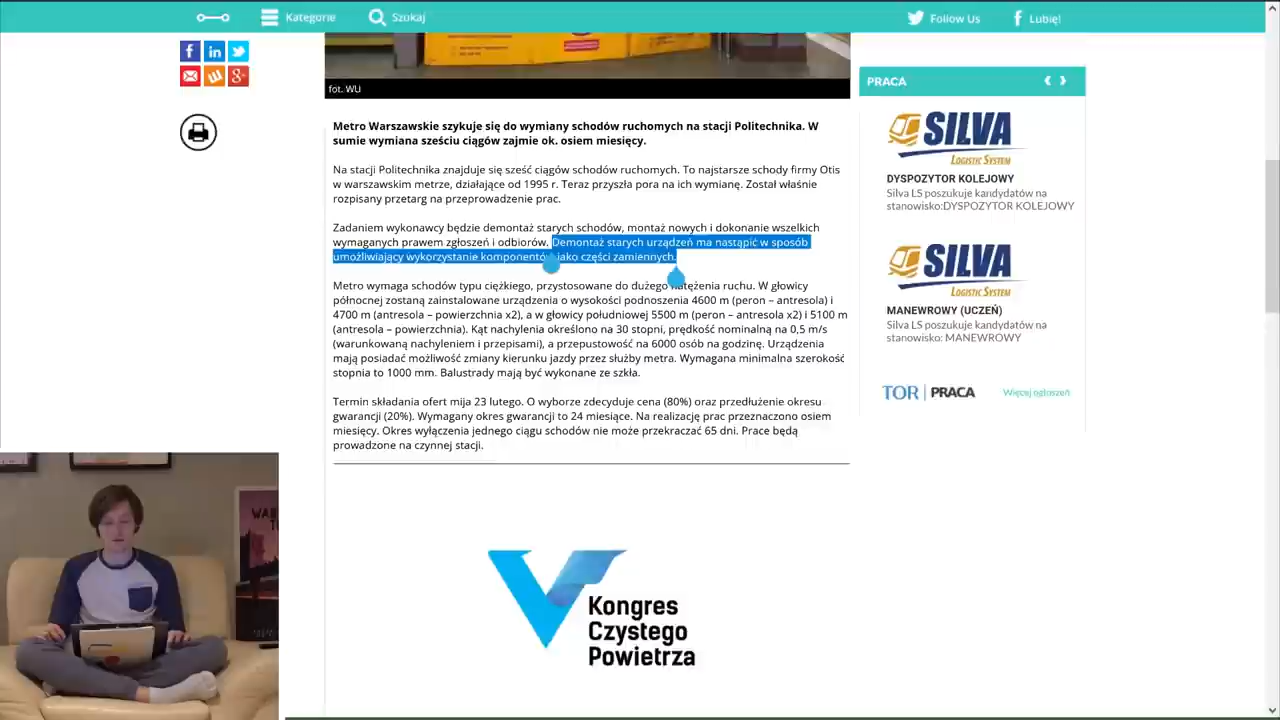 Kategorie
Szukaj
Follow Us
Lubię!
fot. WU
Metro Warszawskie szykuje się do wymiany schodów ruchomych na stacji Politechnika. W
sumie wymiana sześciu ciągów zajmie ok. osiem miesięcy.
Na stacji Politechnika znajduje się sześć ciągów schodów ruchomych. To najstarsze schody firmy Otis
w warszawskim metrze, działające od 1995 r. Teraz przyszła pora na ich wymianę. Został właśnie
rozpisany przetarg na przeprowadzenie prac.
Zadaniem wykonawcy będzie demontaż starych schodów, montaż nowych i dokonanie wszelkich
wymaganych prawem zgłoszeń i odbiorów. Demontaż starych urządzeń ma nastąpić w sposób
umożliwiający wykorzystanie komponentów jako części zamiennych.
Metro wymaga schodów typu ciężkiego, przystosowane do dużego natężenia ruchu. W głowicy
północnej zostaną zainstalowane urządzenia o wysokości podnoszenia 4600 m (peron – antresola) i
4700 m (antresola – powierzchnia x2), a w głowicy południowej 5500 m (peron – antresola x2) i 5100 m
(antresola – powierzchnia). Kąt nachylenia określono na 30 stopni, prędkość nominalną na 0,5 m/s
(warunkowaną nachyleniem i przepisami), a przepustowość na 6000 osób na godzinę. Urządzenia
mają posiadać możliwość zmiany kierunku jazdy przez służby metra. Wymagana minimalna szerokość
stopnia to 1000 mm. Balustrady mają być wykonane ze szkła.
Termin składania ofert mija 23 lutego. O wyborze zdecyduje cena (80%) oraz przedłużenie okresu
gwarancji (20%). Wymagany okres gwarancji to 24 miesiące. Na realizację prac przeznaczono osiem
miesięcy. Okres wyłączenia jednego ciągu schodów nie może przekraczać 65 dni. Prace będą
prowadzone na czynnej stacji.
PRACA
SILVA
LOGISTIC SYSTEM
DYSPOZYTOR KOLEJOWY
Silva LS poszukuje kandydatów na
stanowisko:DYSPOZYTOR KOLEJOWY
SILVA
LOGISTIC SYSTEM
MANEWROWY (UCZEŃ)
Silva LS poszukuje kandydatów na
stanowisko: MANEWROWY
TOR | PRACA
Więcej ogłoszeń
Kongres
Czystego
Powietrza